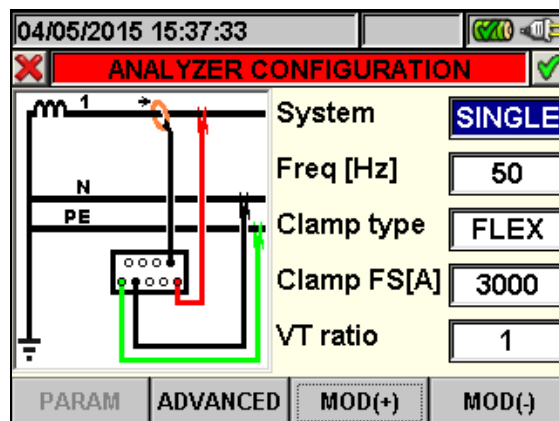 04/05/2015 15:37:33
ANALYZER CONFIGURATION
1
N
PE
System SINGLE
Freq [Hz] 50
Clamp type FLEX
Clamp FS[A] 3000
VT ratio 1
PARAM ADVANCED MOD(+) MOD(-)